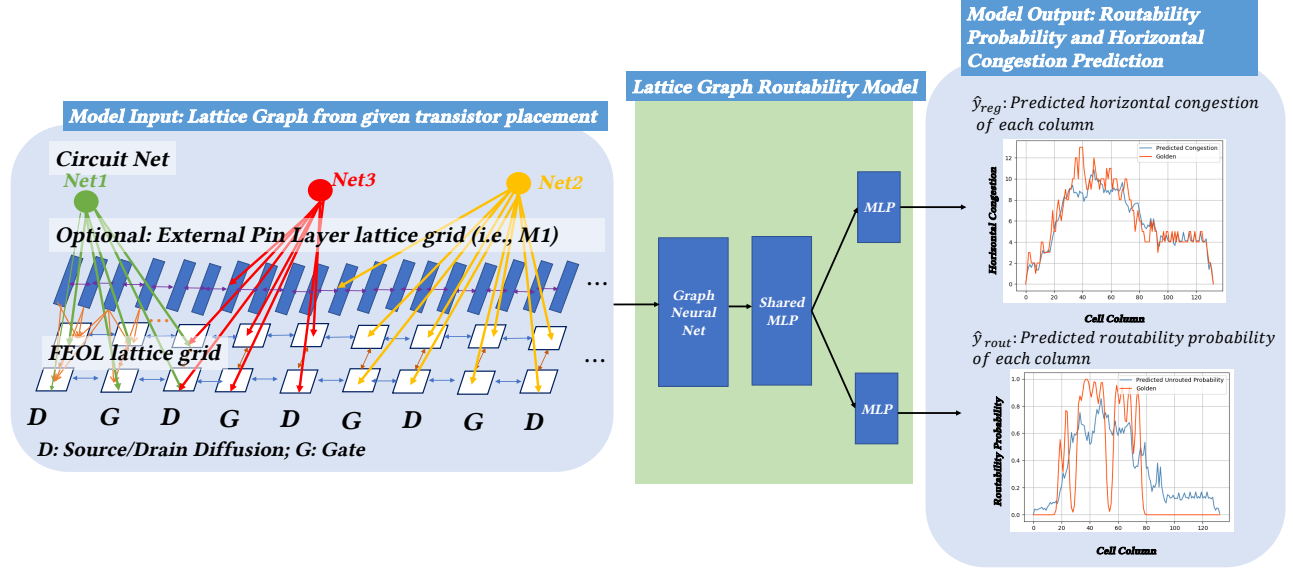 Model Input: Lattice Graph from given transistor placement
Circuit Net
Net1
Net3
Net2
Optional: External Pin Layer lattice grid (i.e., M1)
...
...
FEOL lattice grid
...
D G D G D G D G D
D: Source/Drain Diffusion; G: Gate
Lattice Graph Routability Model
Graph
Neural
Net
Shared
MLP
MLP
MLP
Model Output: Routability
Probability and Horizontal
Congestion Prediction
ŷreg: Predicted horizontal congestion
of each column
Predicted Congestion
Golden
Horizontal Congestion
12
10
8
6
4
2
0
0 20 40 60 80 100 120
Cell Column
ŷ rout: Predicted routability probability
of each column
Predicted Unrouted Probability
Golden
Routability Probability
1.0
0.8
0.6
0.4
0.2
0.0
0 20 40 60 80 100 120
Cell Column